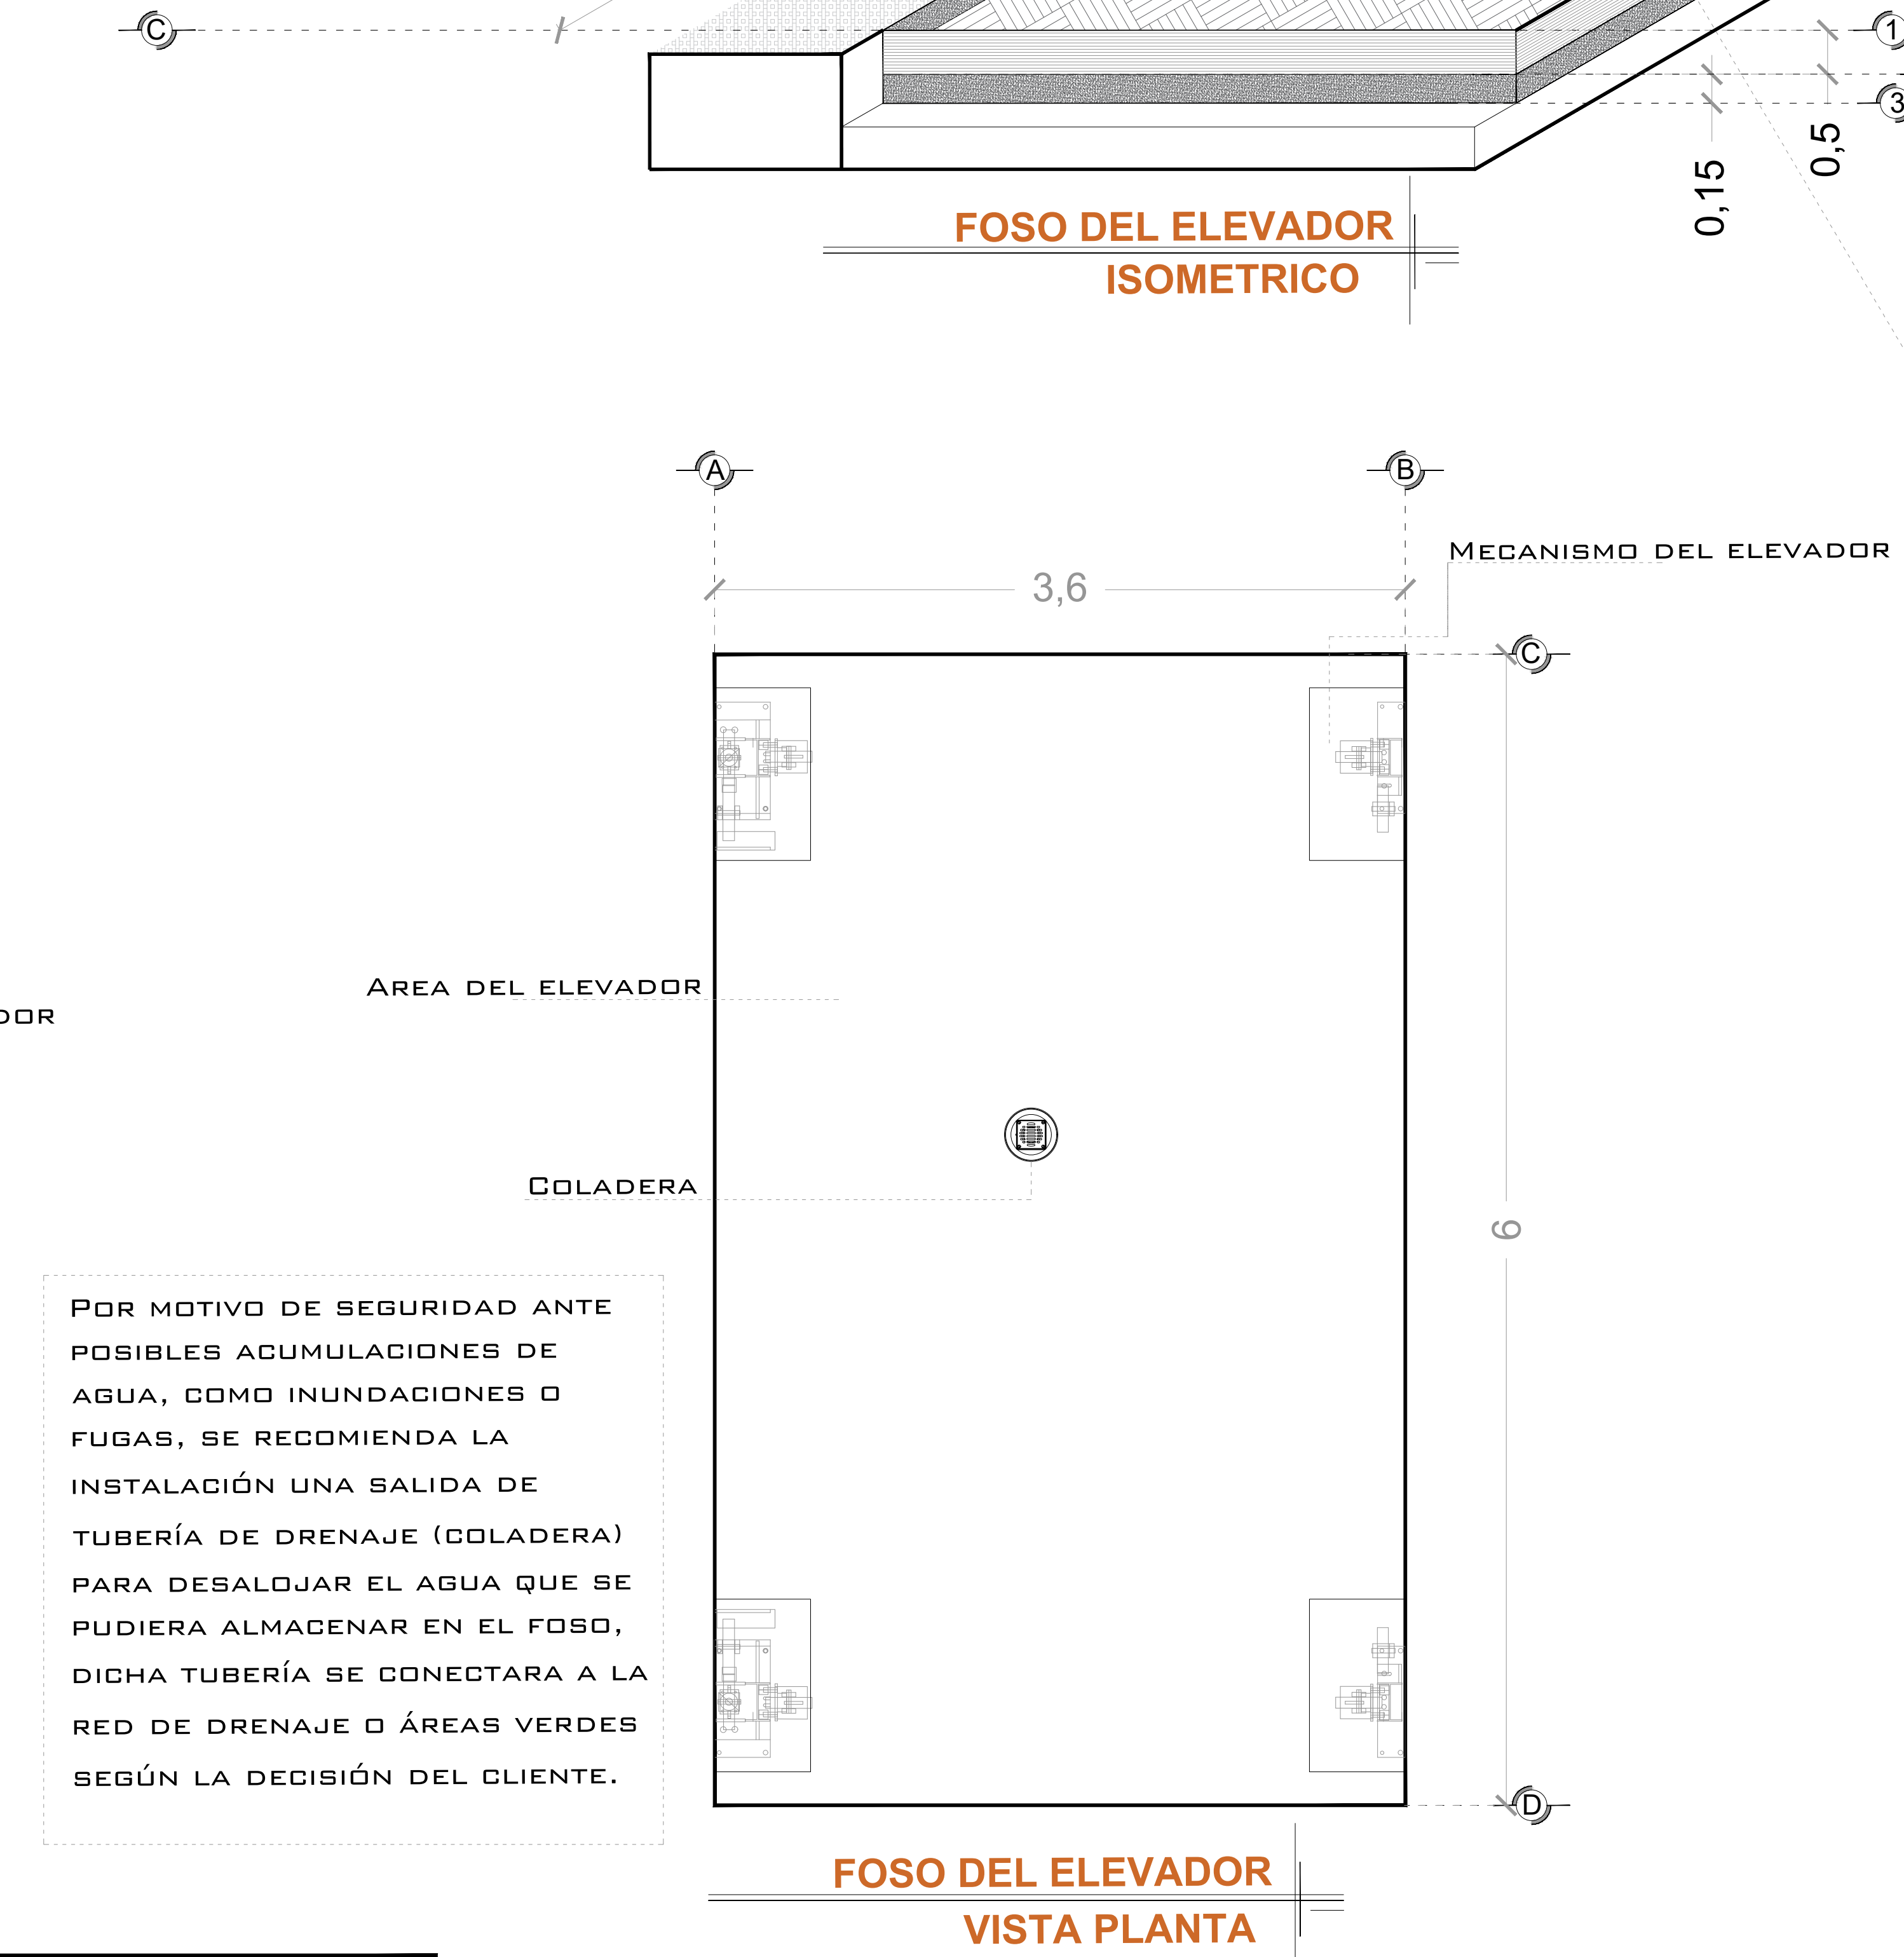 C
1
3
0,15
0,5
FOSO DEL ELEVADOR
ISOMETRICO
A
B
MECANISMO DEL ELEVADOR
3,6
C
AREA DEL ELEVADOR
DOR
COLADERA
6
POR MOTIVO DE SEGURIDAD ANTE
POSIBLES ACUMULACIONES DE
AGUA, COMO INUNDACIONES O
FUGAS, SE RECOMIENDA LA
INSTALACIÓN UNA SALIDA DE
TUBERÍA DE DRENAJE (COLADERA)
PARA DESALOJAR EL AGUA QUE SE
PUDIERA ALMACENAR EN EL FOSO,
DICHA TUBERÍA SE CONECTARA A LA
RED DE DRENAJE O ÁREAS VERDES
SEGÚN LA DECISIÓN DEL CLIENTE.
D
FOSO DEL ELEVADOR
VISTA PLANTA